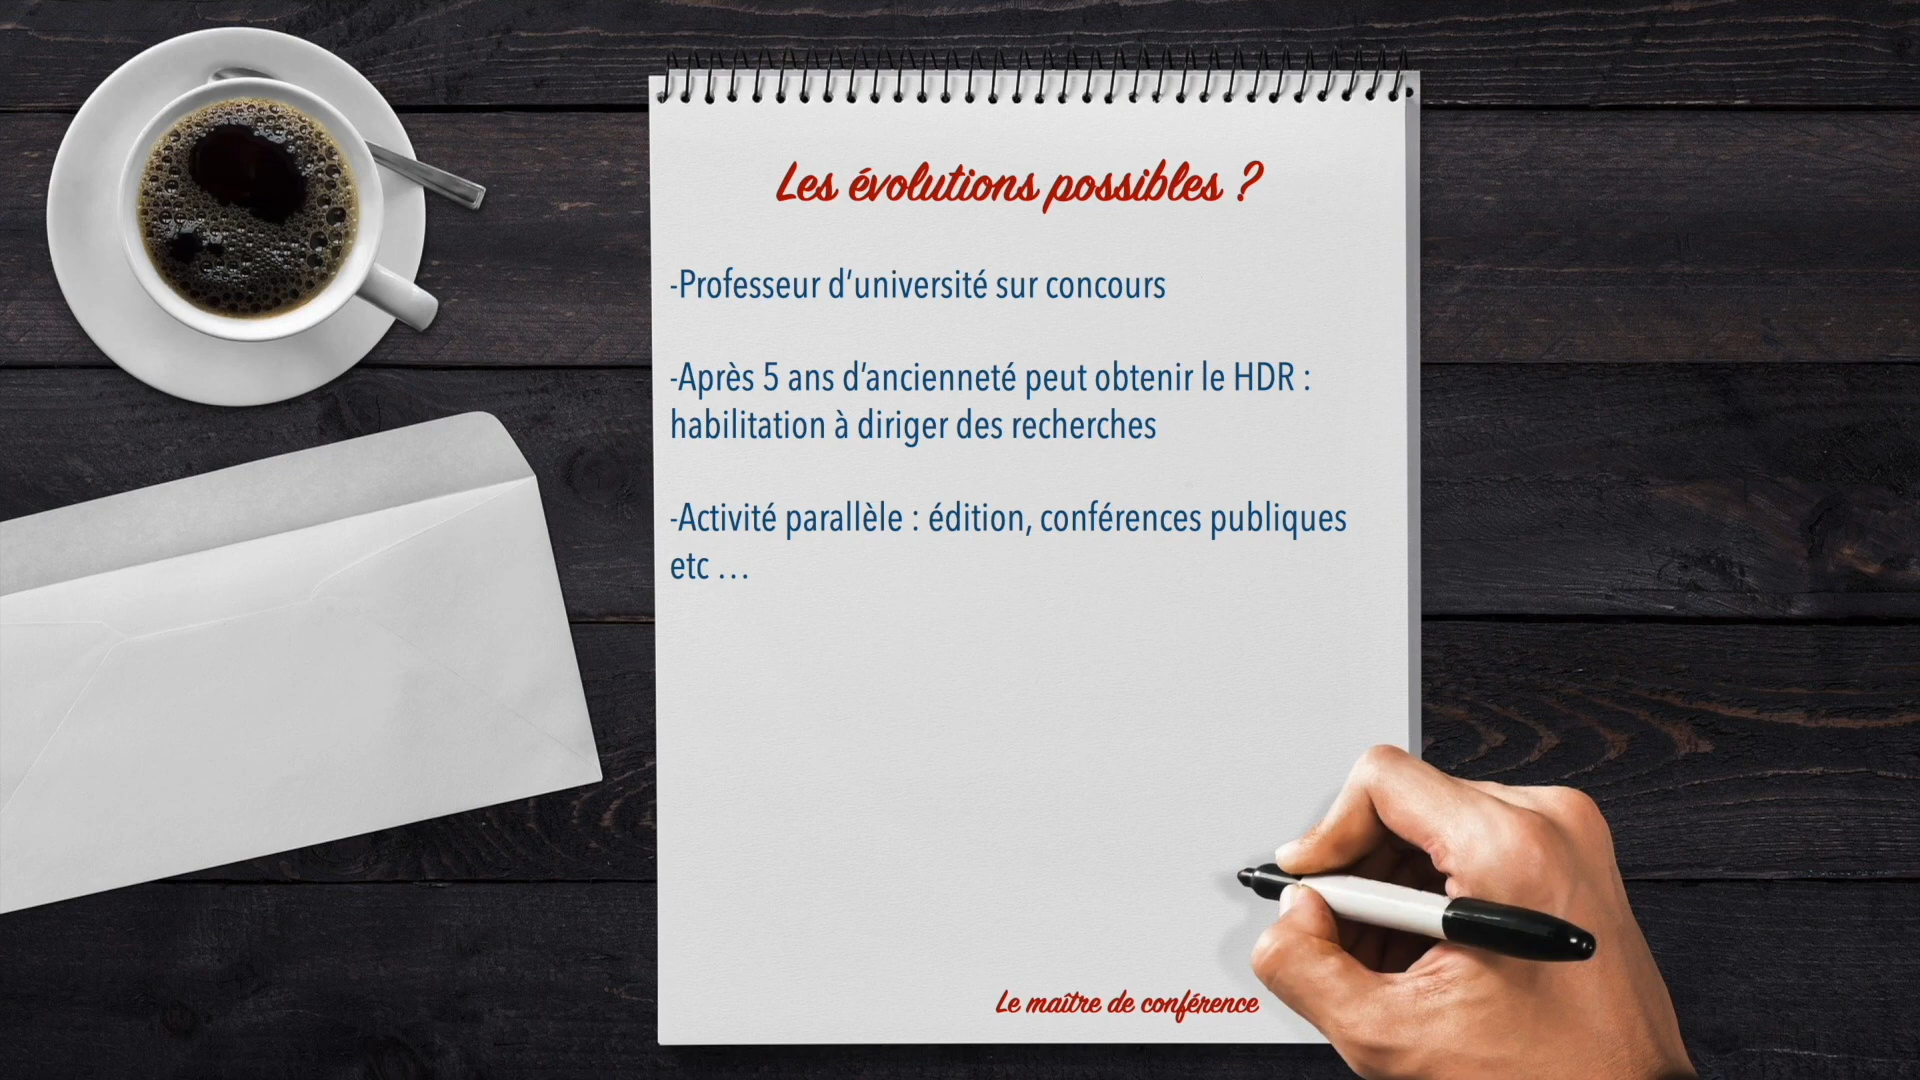 Les évolutions possibles ?
-Professeur d’université sur concours
-Après 5 ans d’ancienneté peut obtenir le HDR :
habilitation à diriger des recherches
-Activité parallèle : édition, conférences publiques
etc …
Le maître de conférence